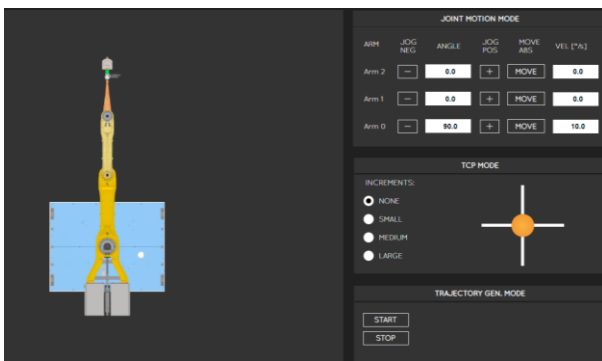 JOINT MOTION MODE
ARM JOG NEG ANGLE JOG POS MOVE ABS VEL [°/s]
Arm 2 − 0.0 + MOVE 0.0
Arm 1 − 0.0 + MOVE 0.0
Arm 0 − 90.0 + MOVE 10.0
TCP MODE
INCREMENTS:
NONE
SMALL
MEDIUM
LARGE
TRAJECTORY GEN. MODE
START
STOP